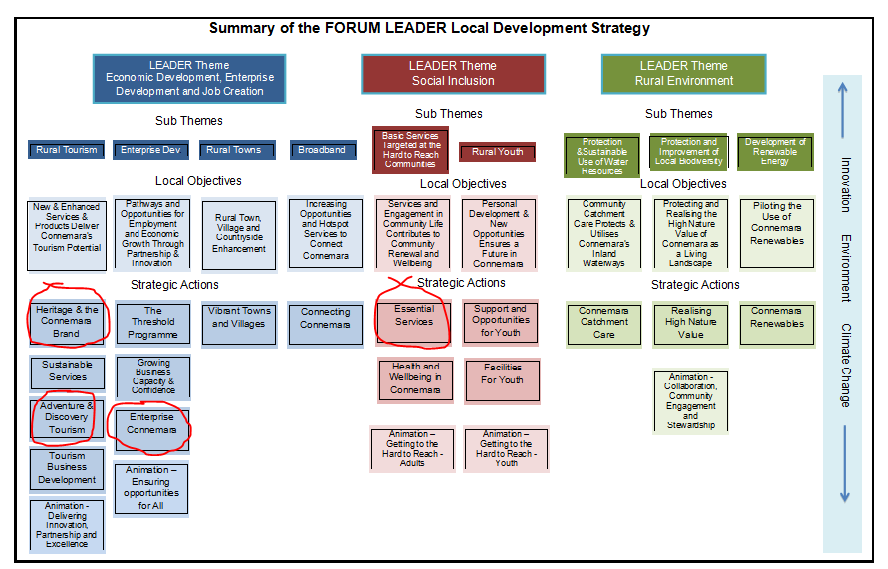 Summary of the FORUM LEADER Local Development Strategy
LEADER Theme
Economic Development, Enterprise
Development and Job Creation
LEADER Theme
Social Inclusion
LEADER Theme
Rural Environment
Sub Themes
Sub Themes
Sub Themes
Rural Tourism
Enterprise Dev
Rural Towns
Broadband
Basic Services
Targeted at the
Hard to Reach
Communities
Rural Youth
Protection
&Sustainable
Use of Water
Resources
Protection and
Improvement of
Local Biodiversity
Development of
Renewable
Energy
Local Objectives
Local Objectives
Local Objectives
New & Enhanced
Services &
Products Deliver
Connemara's
Tourism Potential
Pathways and
Opportunities for
Employment and
Economic
Growth Through
Partnership &
Innovation
Rural Town,
Village and
Countryside
Enhancement
Increasing
Opportunities
and Hotspot
Services to
Connect
Connemara
Services and
Engagement in
Community Life
Contributes to
Community
Renewal and
Wellbeing
Personal
Development &
New
Opportunities
Ensures a
Future in
Connemara
Community
Catchment
Care Protects &
Utilises
Connemara's
Inland
Waterways
Protecting and
Realising the
High Nature
Value of
Connemara as
a Living
Landscape
Piloting the
Use of
Connemara
Renewables
Strategic Actions
Strategic Actions
Strategic Actions
Heritage & the
Connemara
Brand
The
Threshold
Programme
Vibrant Towns
and Villages
Connecting
Connemara
Essential
Services
Support and
Opportunities
for Youth
Connemara
Catchment
Care
Realising
High Nature
Value
Connemara
Renewables
Sustainable
Services
Growing
Business
Capacity &
Confidence
Health and
Wellbeing in
Connemara
Facilities
For Youth
Animation -
Collaboration,
Community
Engagement
and
Stewardship
Adventure &
Discovery
Tourism
Enterprise
Connemara
Tourism
Business
Development
Animation –
Ensuring
opportunities
for All
Animation –
Getting to the
Hard to Reach -
Adults
Animation –
Getting to the
Hard to Reach -
Youth
Animation -
Delivering
Innovation,
Partnership and
Excellence
Innovation Environment Climate Change